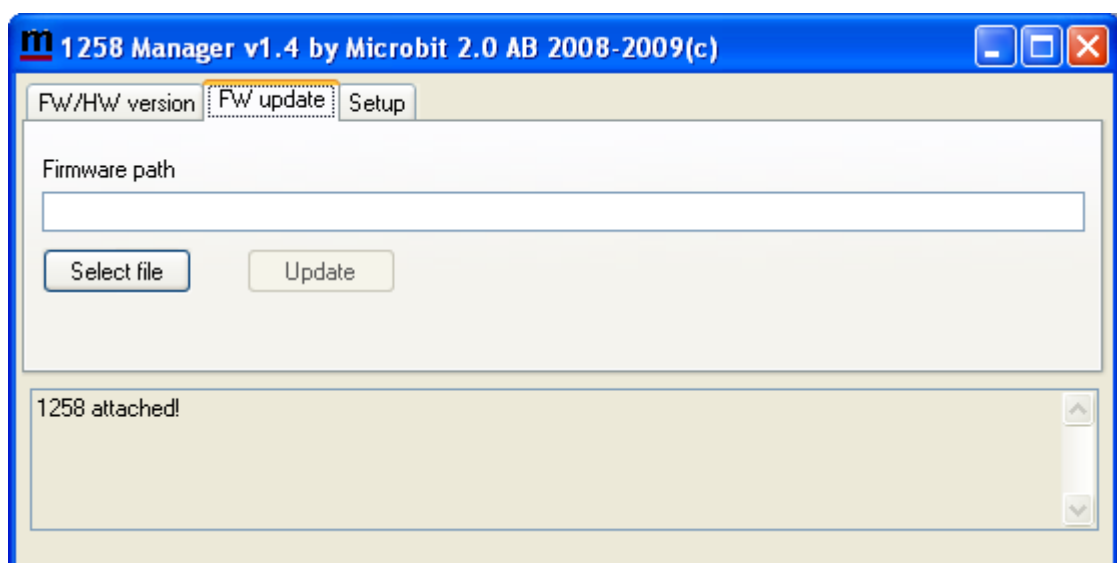 m 1258 Manager v1.4 by Microbit 2.0 AB 2008-2009(c)
FW/HW version FW update Setup
Firmware path
Select file Update
1258 attached!